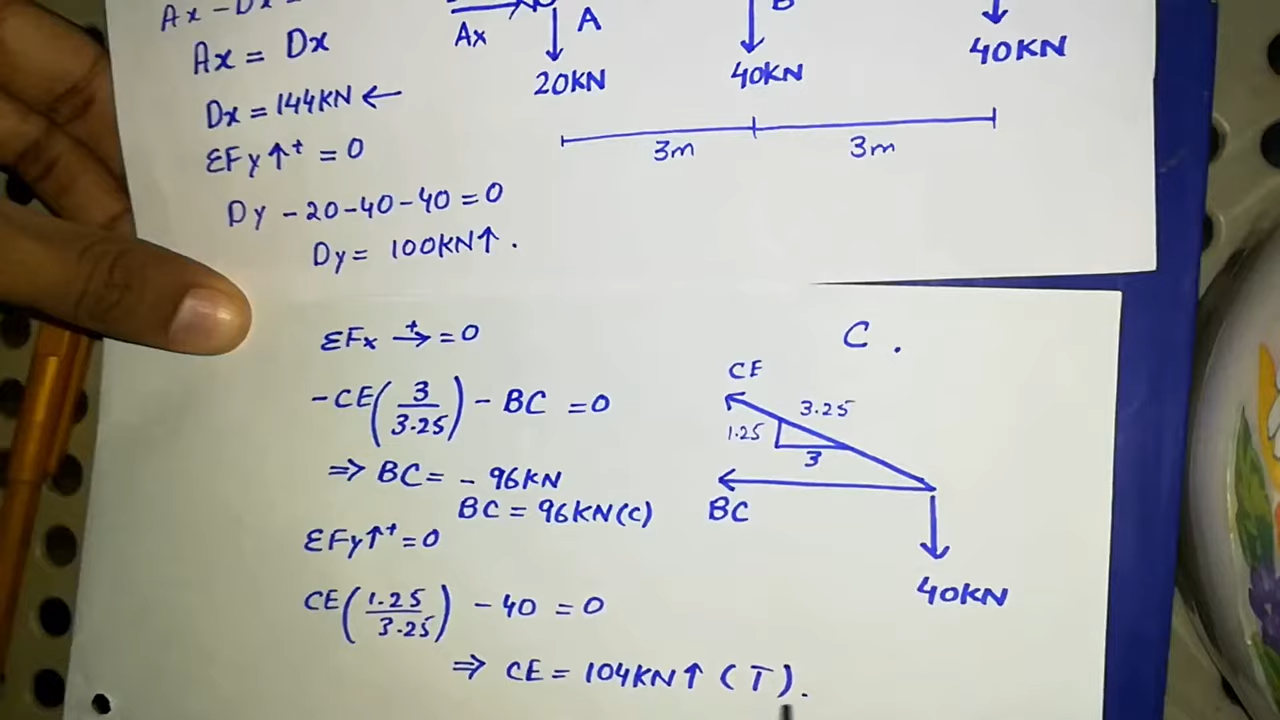 Ax - Dx =
Ax = Dx
Dx = 144KN ←
ΣFy↑+ = 0
Dy - 20 - 40 - 40 = 0
Dy = 100KN↑.
Ax
A
20KN
B
40KN
40KN
3m
3m
ΣFx +→ = 0
-CE(3/3.25) - BC = 0
⇒ BC = - 96KN
BC = 96KN(C)
ΣFy↑+ = 0
CE(1.25/3.25) - 40 = 0
⇒ CE = 104KN↑ (T).
C.
CE
3.25
1.25
3
BC
40KN